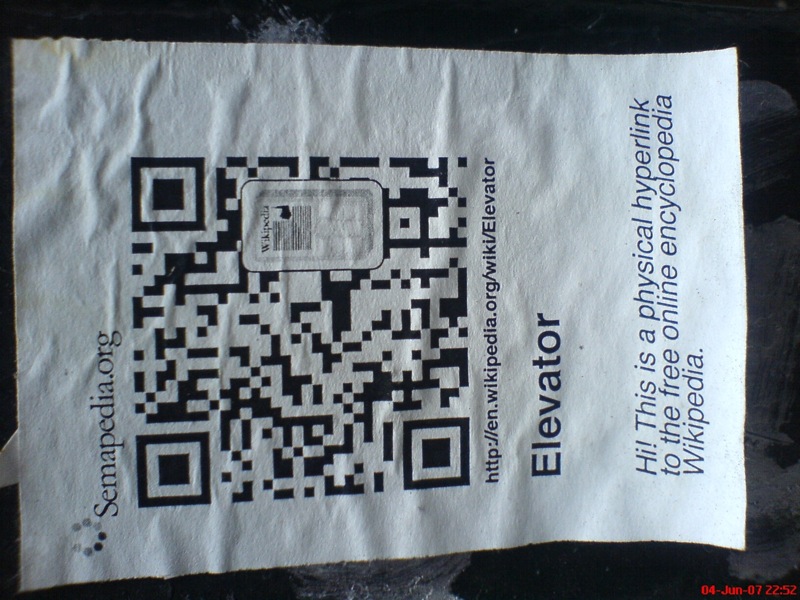 Semapedia.org
Wikipedia
http://en.wikipedia.org/wiki/Elevator
Elevator
Hi! This is a physical hyperlink
to the free online encyclopedia
Wikipedia.
04-Jun-07 22:52